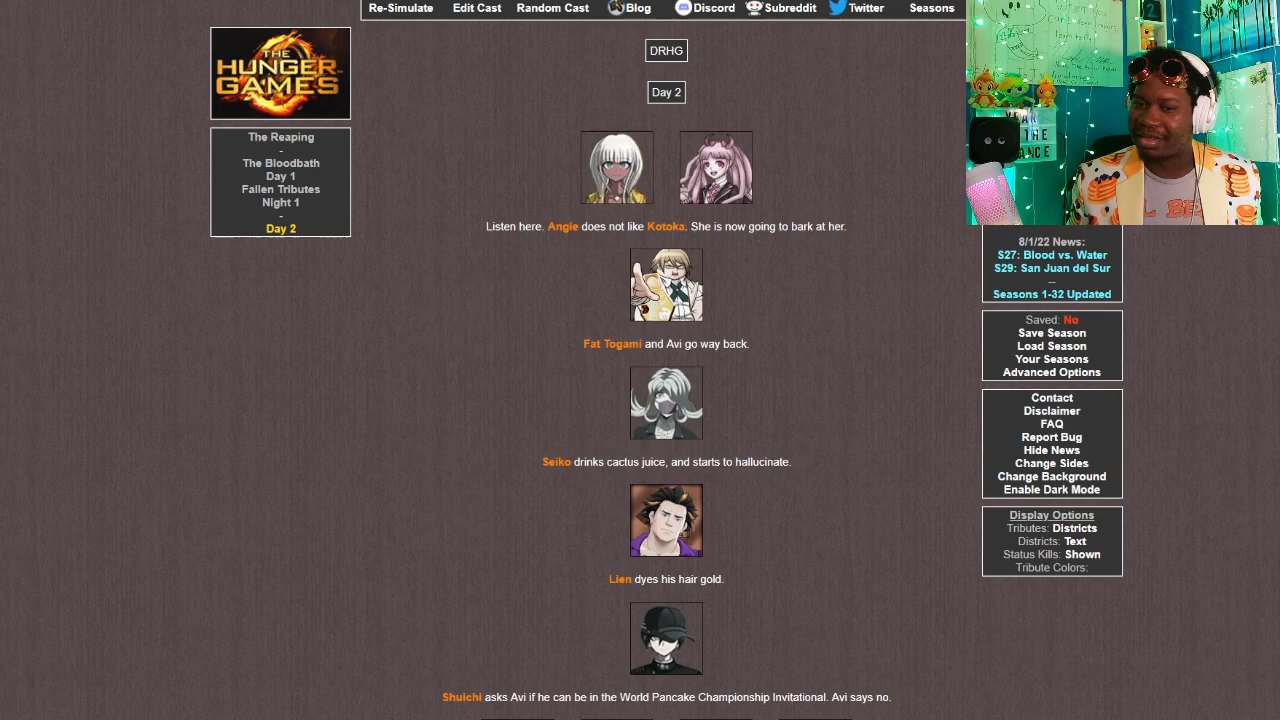 Re-Simulate Edit Cast Random Cast Blog Discord Subreddit Twitter Seasons
THE HUNGER GAMES
DRHG
The Reaping
-
The Bloodbath
Day 1
Fallen Tributes
Night 1
-
Day 2
Day 2
Listen here. Angie does not like Kotoka. She is now going to bark at her.
Fat Togami and Avi go way back.
Seiko drinks cactus juice, and starts to hallucinate.
Lien dyes his hair gold.
Shuichi asks Avi if he can be in the World Pancake Championship Invitational. Avi says no.
8/1/22 News:
S27: Blood vs. Water
S29: San Juan del Sur
--
Seasons 1-32 Updated
Saved: No
Save Season
Load Season
Your Seasons
Advanced Options
Contact
Disclaimer
FAQ
Report Bug
Hide News
Change Sides
Change Background
Enable Dark Mode
Display Options
Tributes: Districts
Districts: Text
Status Kills: Shown
Tribute Colors: